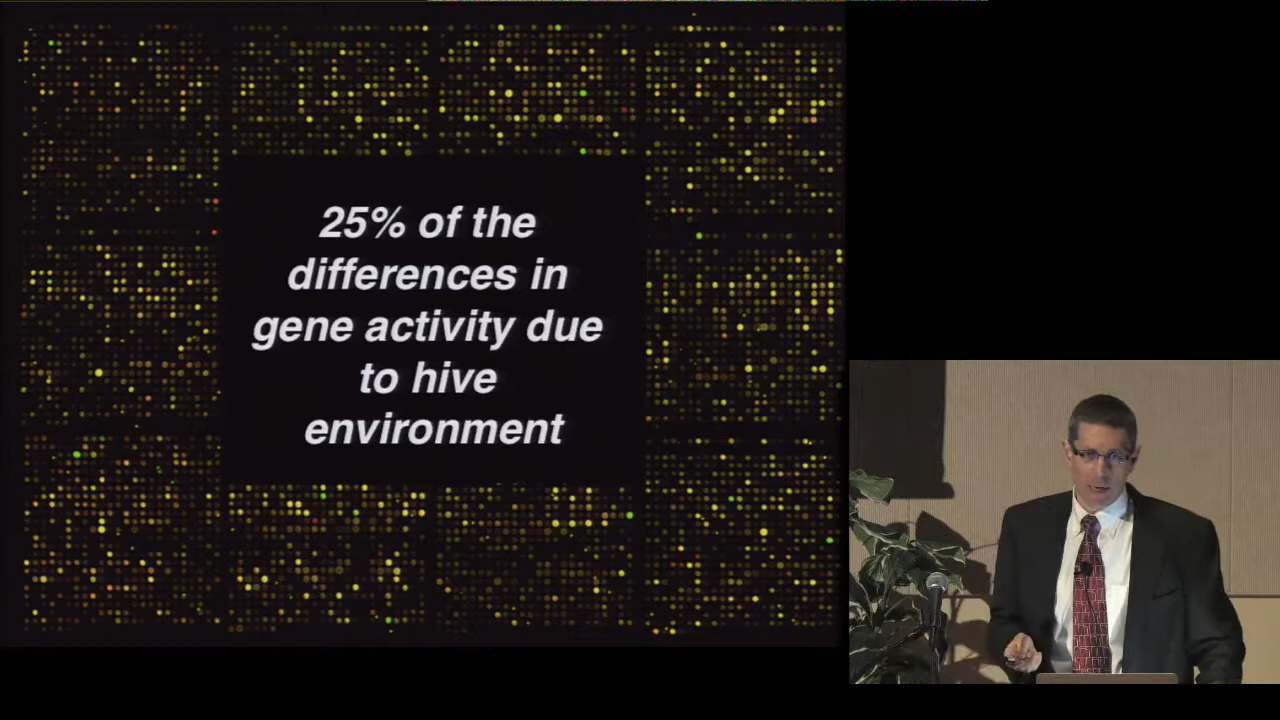 25% of the
differences in
gene activity due
to hive
environment